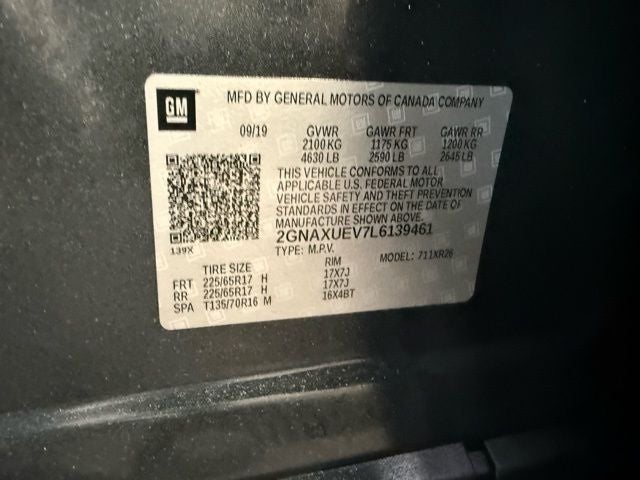 GM
MFD BY GENERAL MOTORS OF CANADA COMPANY
09/19 GVWR GAWR FRT GAWR RR
2100 KG 1175 KG 1200 KG
4630 LB 2590 LB 2645 LB
THIS VEHICLE CONFORMS TO ALL
APPLICABLE U.S. FEDERAL MOTOR
VEHICLE SAFETY AND THEFT PREVENTION
STANDARDS IN EFFECT ON THE DATE OF
MANUFACTURE SHOWN ABOVE.
2GNAXUEV7L6139461
139X
TYPE: M.P.V. MODEL: 711XR26
TIRE SIZE RIM
FRT 225/65R17 H 17X7J
RR 225/65R17 H 17X7J
SPA T135/70R16 M 16X4BT